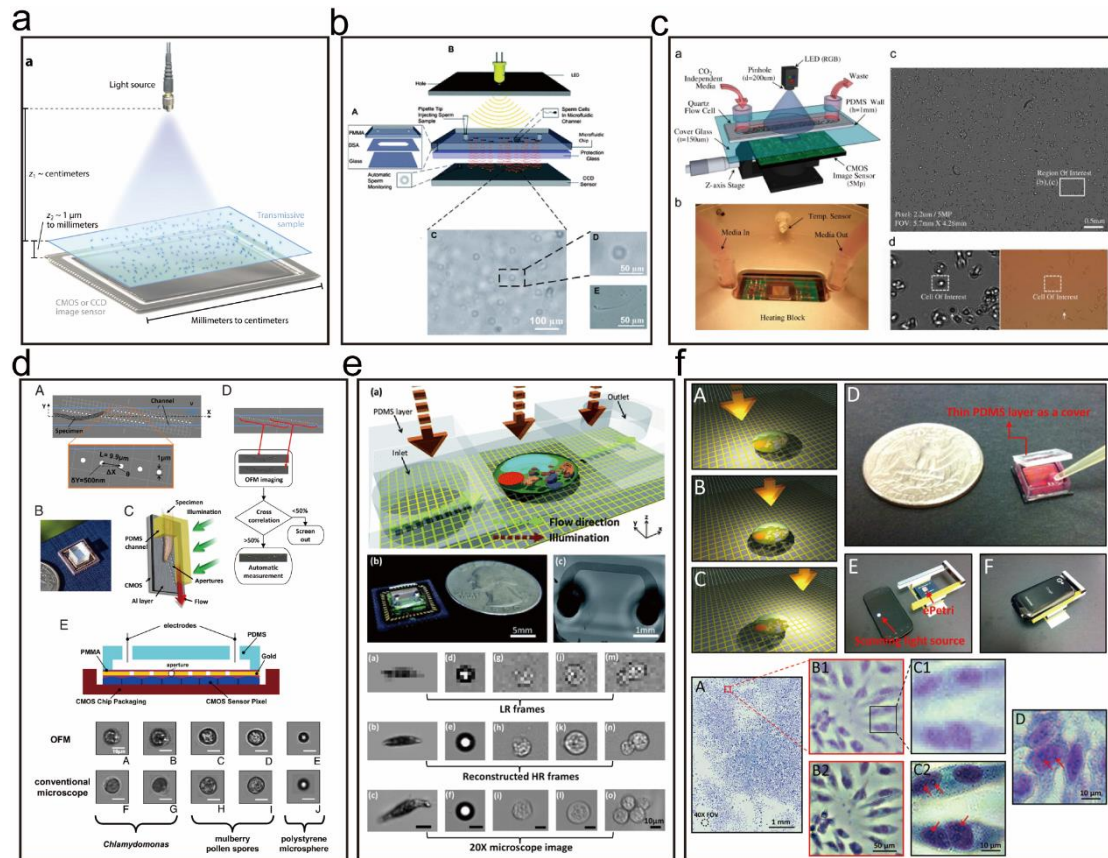 a
a
Light source
z₁ ~ centimeters
z₂ ~ 1 μm
to millimeters
Transmissive
sample
CMOS or CCD
image sensor
Millimeters to centimeters
b
B
LED
Hole
A
Pipette Tip
Injecting Sperm
Sample
Sperm Cells
In Microfluidic
Channel
PMMA
DSA
Glass
Microfluidic
Chip
Protection
Glass
Automatic
Sperm
Monitoring
CCD
Sensor
C
100 μm
D
50 μm
E
50 μm
c
a
LED (RGB)
Pinhole
(d=200um)
CO₂
Independent
Media
Waste
Quartz
Flow Cell
PDMS Wall
(h=1mm)
Cover Glass
(t=150um)
CMOS
Image Sensor
(5Mp)
Z-axis Stage
b
Temp. Sensor
Media In
Media Out
Heating Block
c
Region Of Interest
(b),(c)
Pixel: 2.2um / 5MP
FOV: 5.7mm X 4.28mm
0.5mm
d
Cell Of Interest
Cell Of Interest
d
A
Channel
Y
X
Specimen
L= 9.9μm
1μm
ΔX
θ
δY=500nm
B
C
Specimen
Illumination
PDMS
channel
Apertures
CMOS
Al layer
Flow
D
OFM imaging
Cross
correlation
<50%
Screen
out
>50%
Automatic
measurement
E
electrodes
PDMS
PMMA
aperture
Gold
CMOS Chip Packaging
CMOS Sensor Pixel
OFM
10μm
A
B
C
D
E
conventional
microscope
F
G
H
I
J
Chlamydomonas
mulberry
pollen spores
polystyrene
microsphere
e
(a)
PDMS layer
Outlet
Inlet
Flow direction
Illumination
z
y
x
(b)
5mm
(c)
1mm
(a)
(d)
(g)
(j)
(m)
LR frames
(b)
(e)
(h)
(k)
(n)
Reconstructed HR frames
(c)
(f)
(i)
(l)
(o)
10μm
20X microscope image
f
A
B
C
D
Thin PDMS layer as a cover
E
ePetri
Scanning light source
F
A
40X FOV
1 mm
B1
B2
50 μm
C1
C2
10 μm
D
10 μm